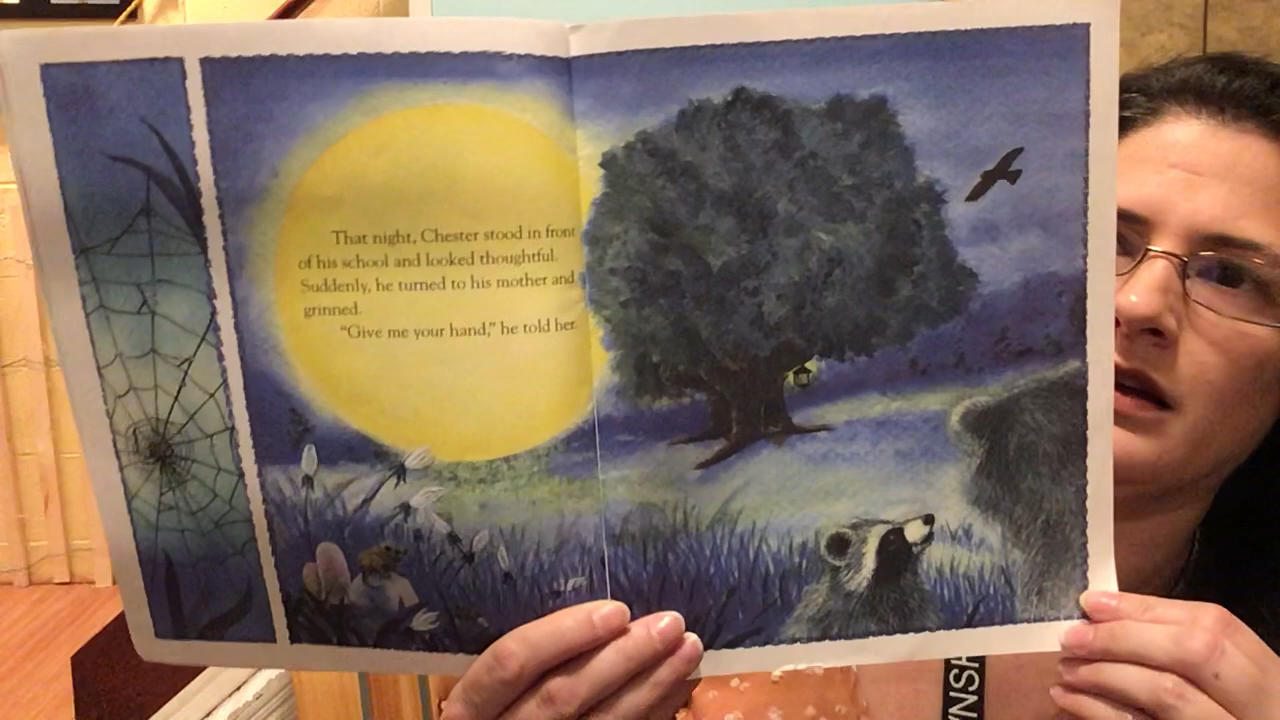 That night, Chester stood in front
of his school and looked thoughtful.
Suddenly, he turned to his mother and
grinned.
"Give me your hand," he told her.
YNSH